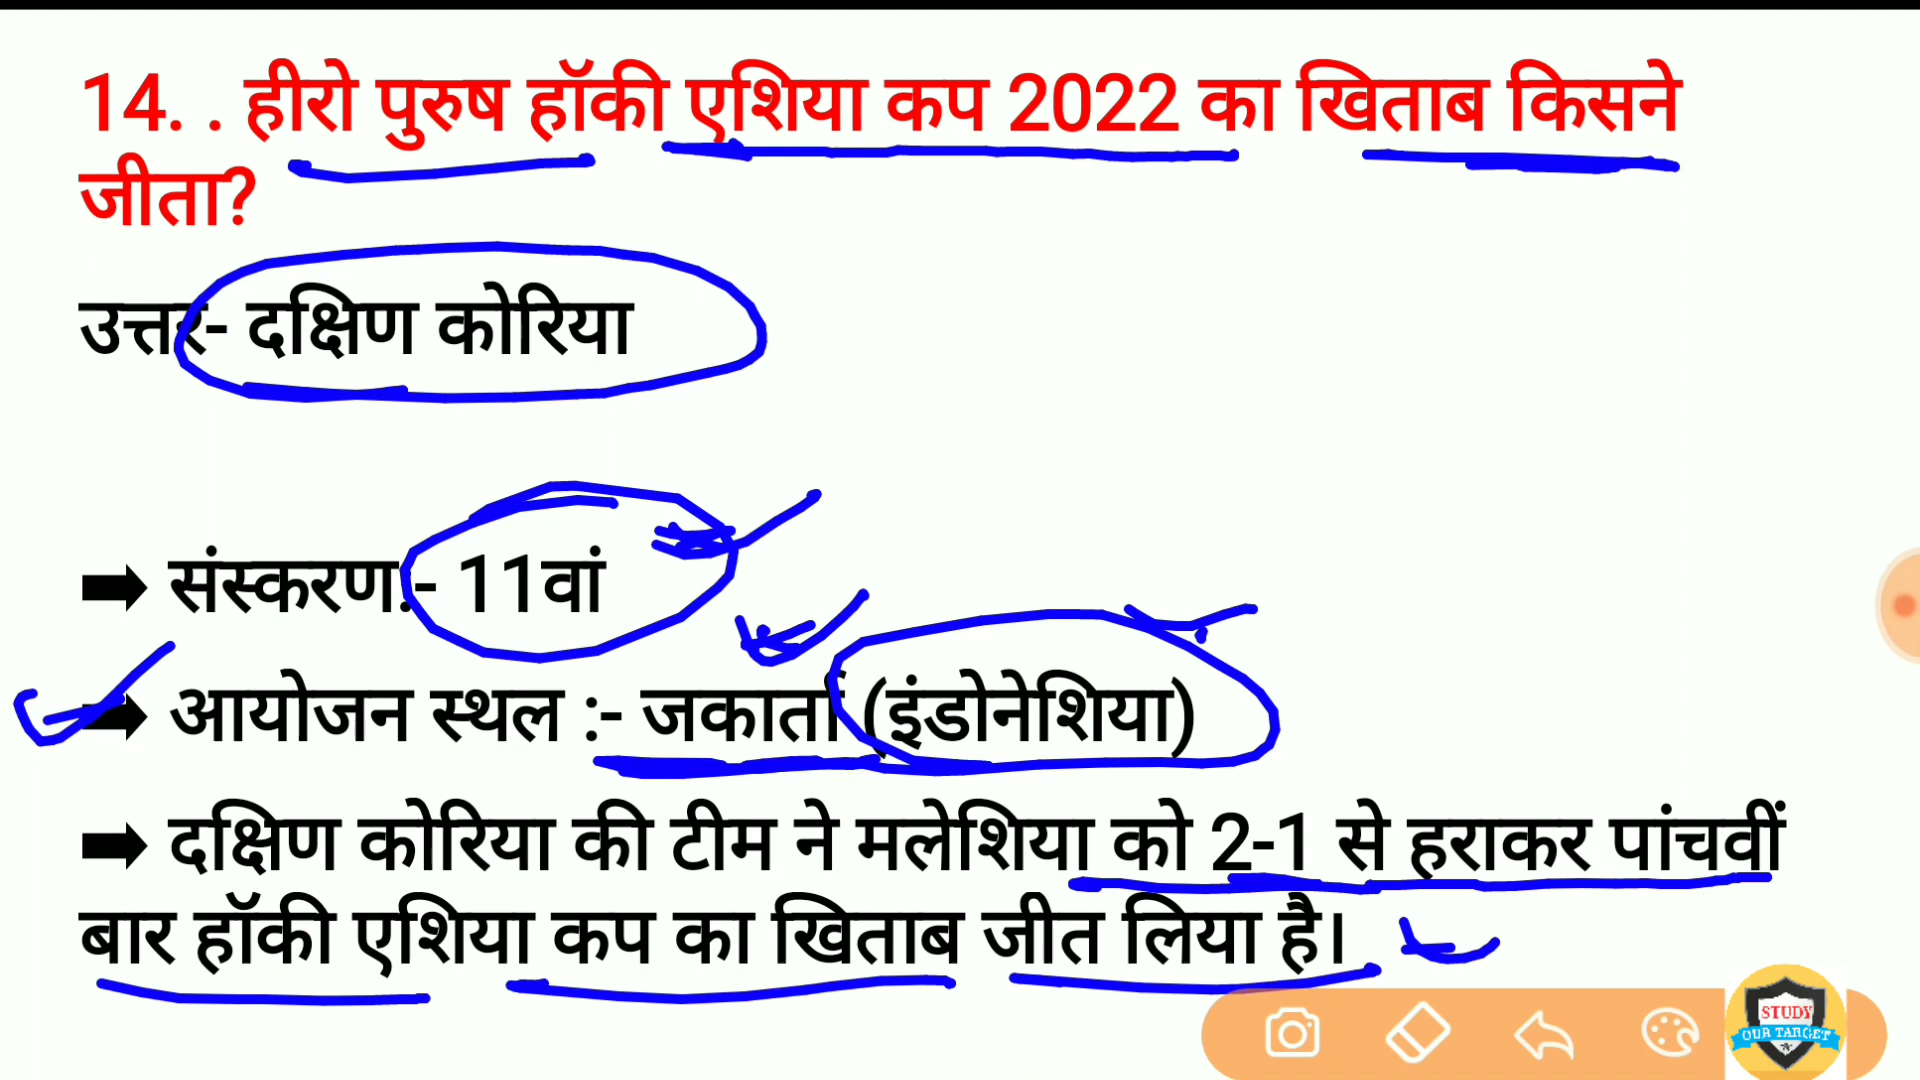 14. . हीरो पुरुष हॉकी एशिया कप 2022 का खिताब किसने
जीता?
उत्तर- दक्षिण कोरिया
➡ संस्करण:- 11वां
➡ आयोजन स्थल :- जकार्ता (इंडोनेशिया)
➡ दक्षिण कोरिया की टीम ने मलेशिया को 2-1 से हराकर पांचवीं
बार हॉकी एशिया कप का खिताब जीत लिया है।
STUDY
OUR TARGET